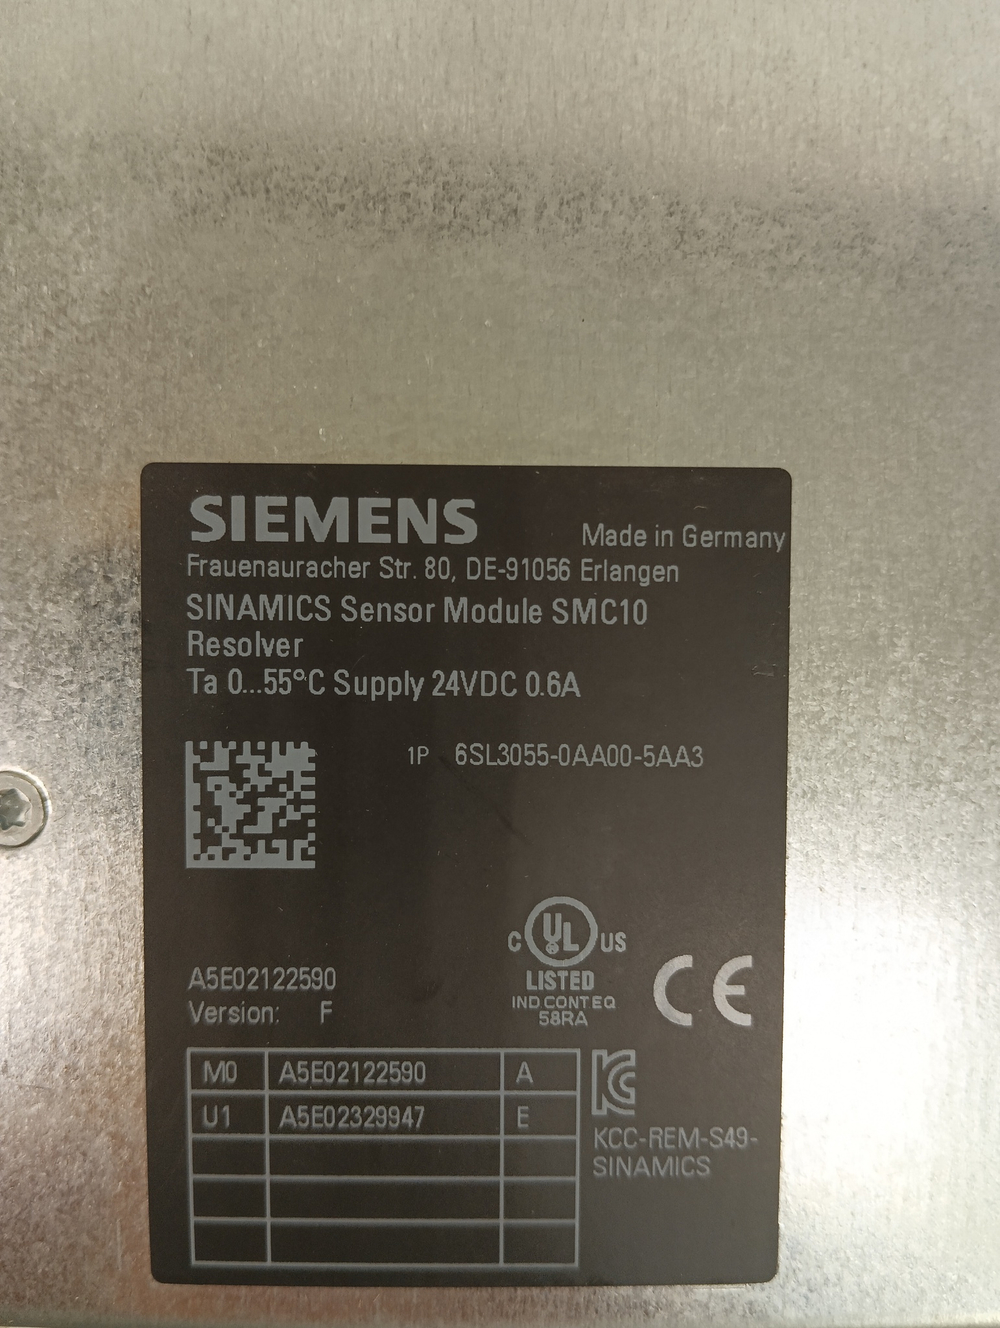 SIEMENS
Made in Germany
Frauenauracher Str. 80, DE-91056 Erlangen
SINAMICS Sensor Module SMC10
Resolver
Ta 0...55°C Supply 24VDC 0.6A
1P 6SL3055-0AA00-5AA3
C UL US
LISTED
IND CONT EQ
58RA
CE
A5E02122590
Version: F
M0 A5E02122590 A
U1 A5E02329947 E
KC
KCC-REM-S49-
SINAMICS